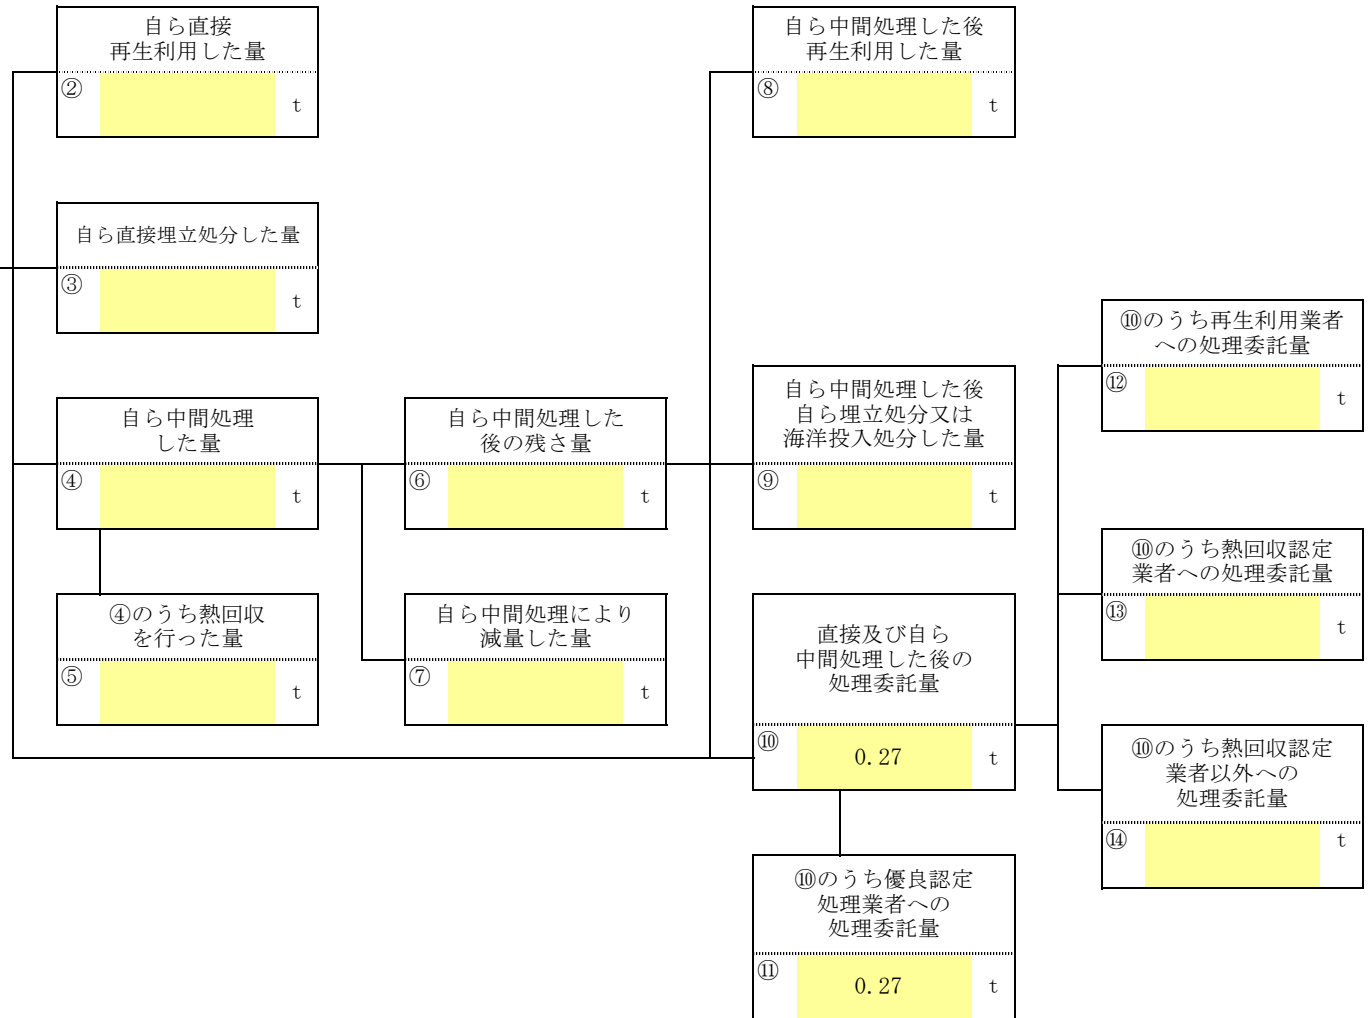 自ら直接
再生利用した量
② t
自ら中間処理した後
再生利用した量
⑧ t
自ら直接埋立処分した量
③ t
⑩のうち再生利用業者
への処理委託量
⑫ t
自ら中間処理
した量
④ t
自ら中間処理した
後の残さ量
⑥ t
自ら中間処理した後
自ら埋立処分又は
海洋投入処分した量
⑨ t
⑩のうち熱回収認定
業者への処理委託量
⑬ t
④のうち熱回収
を行った量
⑤ t
自ら中間処理により
減量した量
⑦ t
直接及び自ら
中間処理した後の
処理委託量
⑩ 0.27 t
⑩のうち熱回収認定
業者以外への
処理委託量
⑭ t
⑩のうち優良認定
処理業者への
処理委託量
⑪ 0.27 t